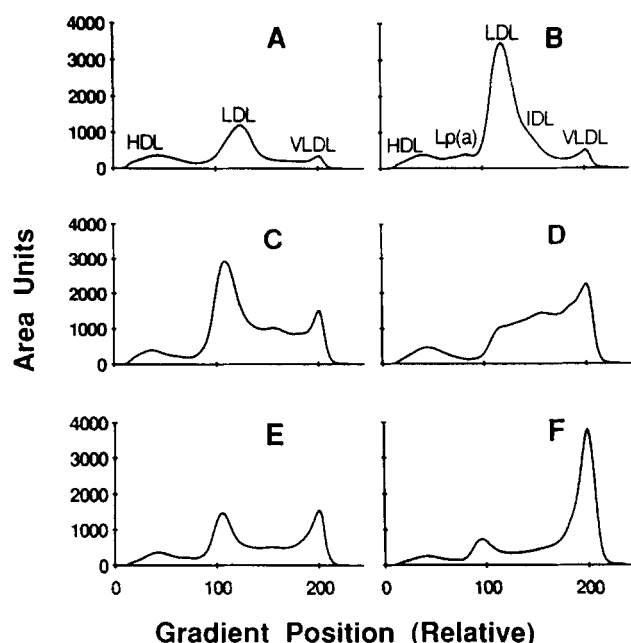 A
B
4000
3000
2000
1000
0
HDL
LDL
VLDL
HDL
Lp(a)
LDL
IDL
VLDL
C
D
4000
3000
2000
1000
0
E
F
4000
3000
2000
1000
0
0
100
200
0
100
200
Area Units
Gradient Position (Relative)